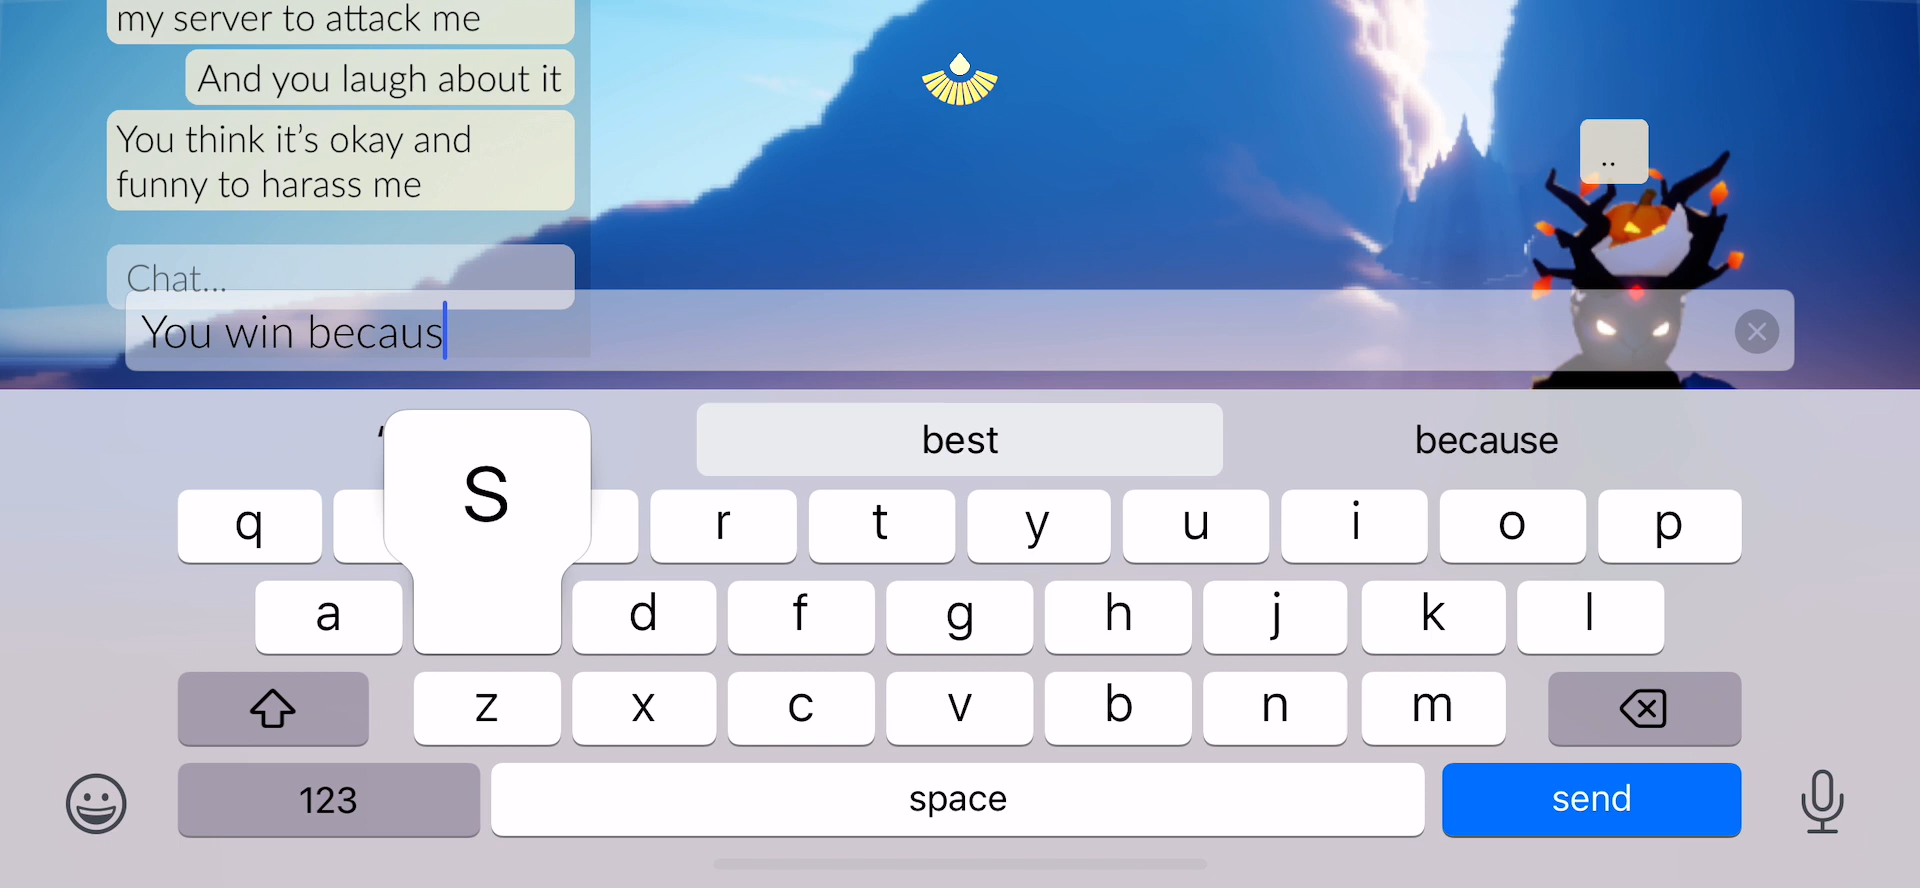 my server to attack me
And you laugh about it
You think it’s okay and
funny to harass me
Chat...
You win becaus
best
because
S
q
r
t
y
u
i
o
p
a
d
f
g
h
j
k
l
z
x
c
v
b
n
m
123
space
send